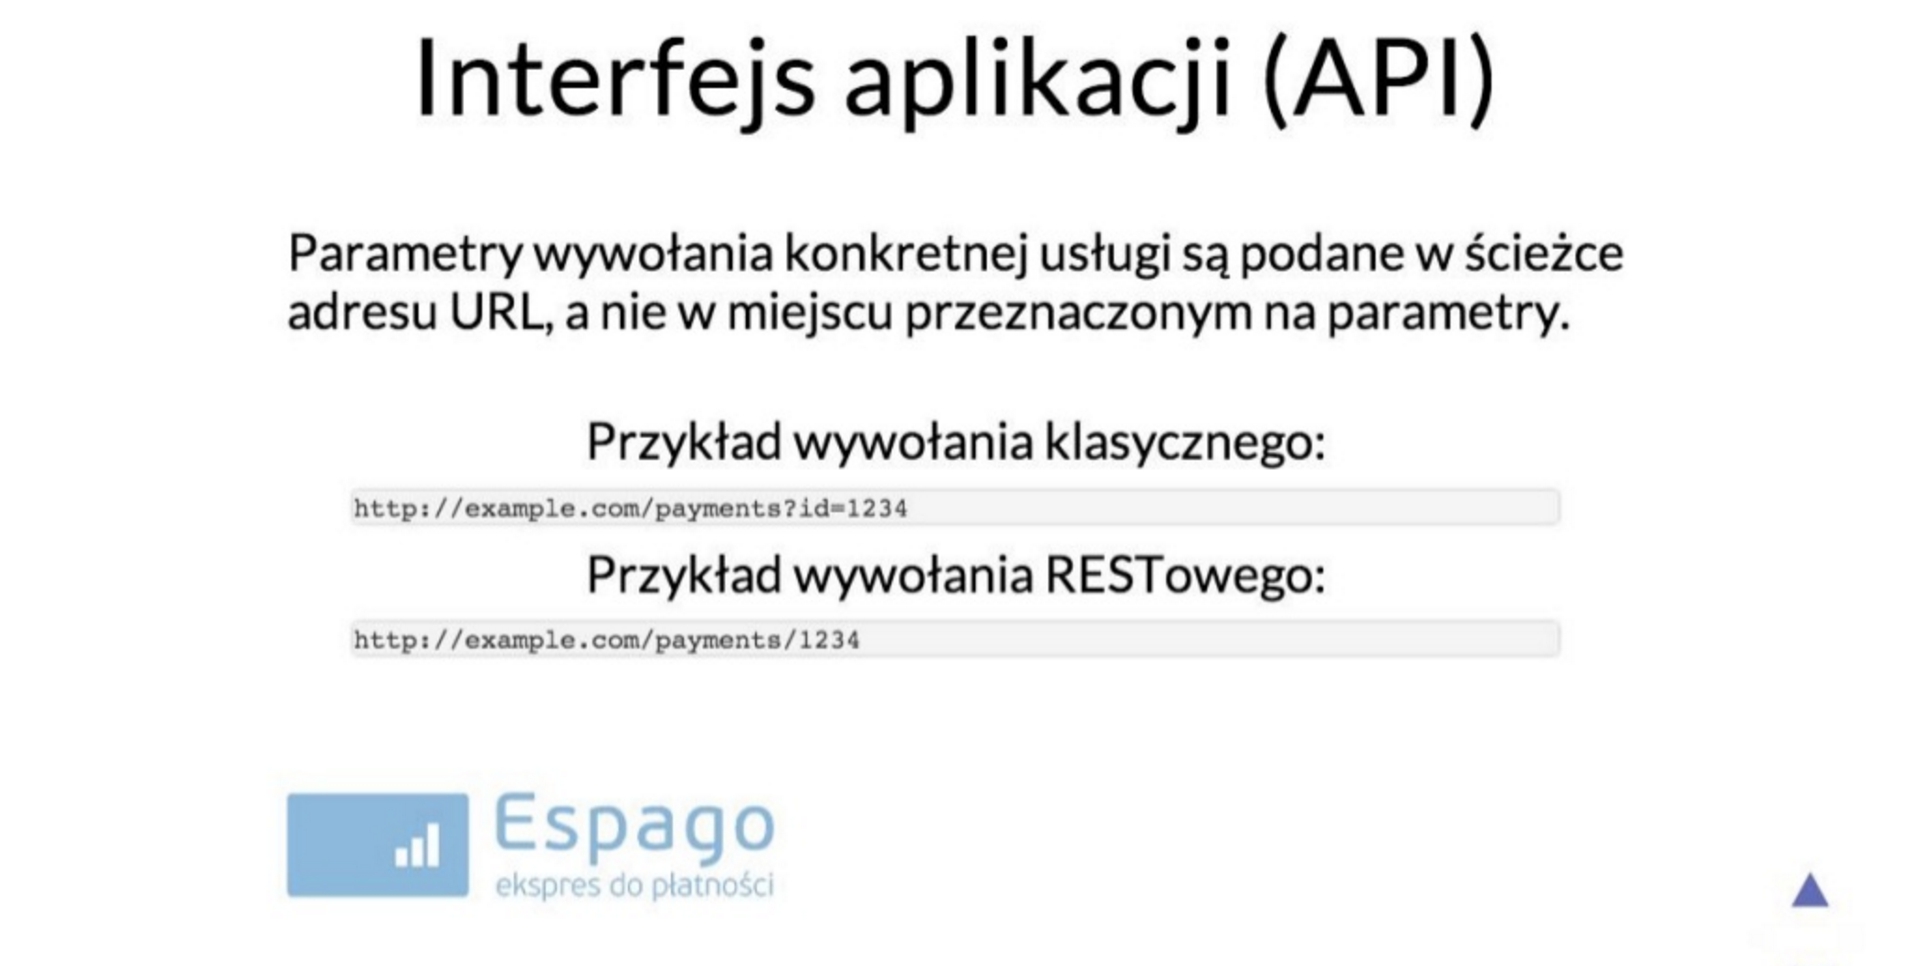 Interfejs aplikacji (API)
Parametry wywołania konkretnej usługi są podane w ścieżce
adresu URL, a nie w miejscu przeznaczonym na parametry.
Przykład wywołania klasycznego:
http://example.com/payments?id=1234
Przykład wywołania RESTowego:
http://example.com/payments/1234
Espago
ekspres do płatności